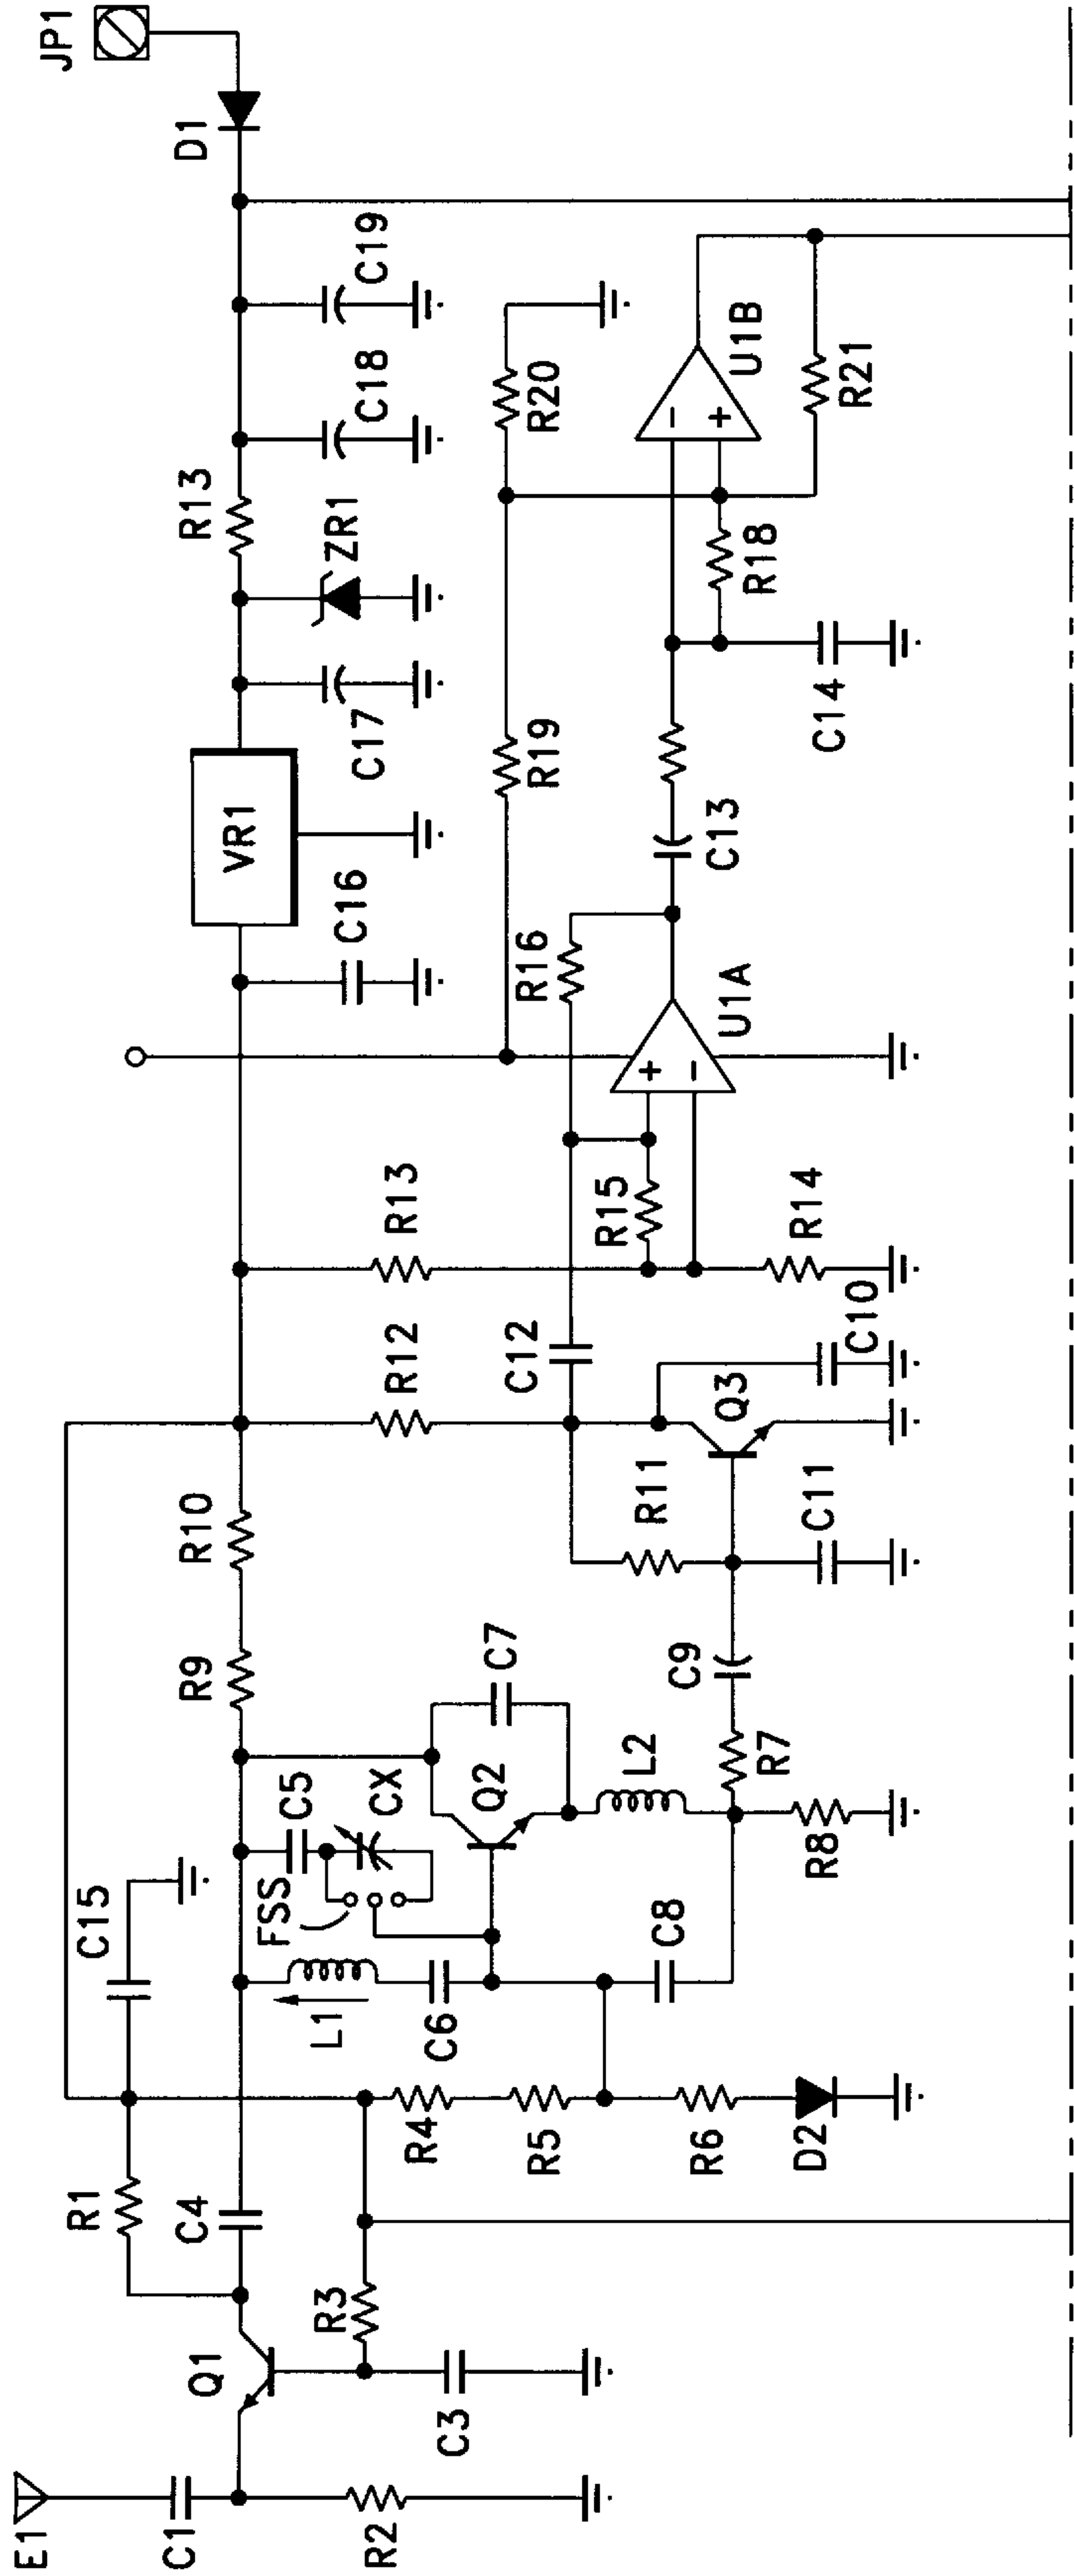 JP1
D1
C19
C18
R13
ZR1
C17
VR1
C16
R20
U1B
-
+
R21
R18
R19
C14
C13
R16
U1A
+
-
R13
R15
R14
R12
C12
C10
Q3
R11
C11
R10
R9
C7
C9
Q2
L2
R7
CX
C5
R8
FSS
C15
C8
L1
C6
R4
R5
R6
D2
R1
C4
R3
Q1
C3
E1
C1
R2